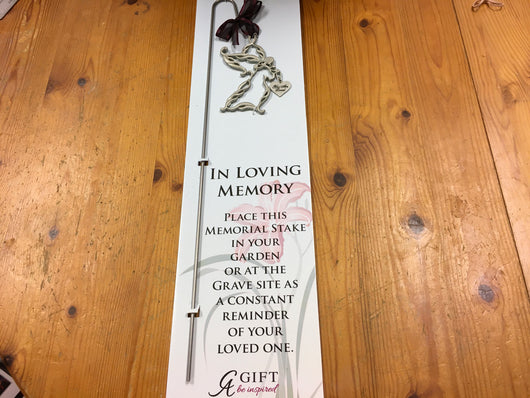 In Loving
Memory
Place this
Memorial Stake
in your
garden
or at the
Grave site as
a constant
reminder
of your
loved one.
CA GIFT
be inspired